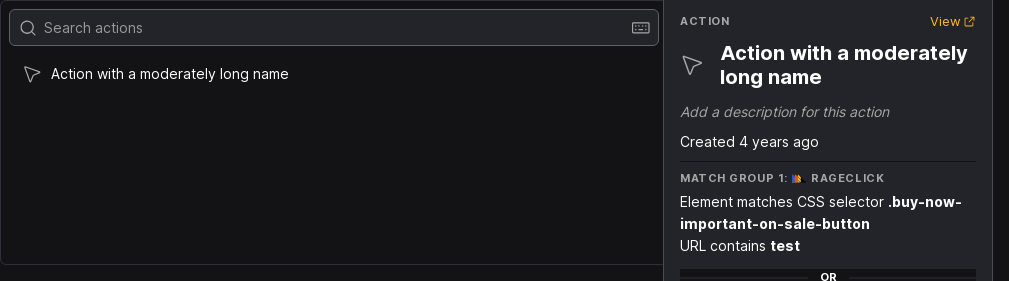 Search actions
Action with a moderately long name
ACTION
View
Action with a moderately
long name
Add a description for this action
Created 4 years ago
MATCH GROUP 1: RAGECLICK
Element matches CSS selector .buy-now-
important-on-sale-button
URL contains test
OR